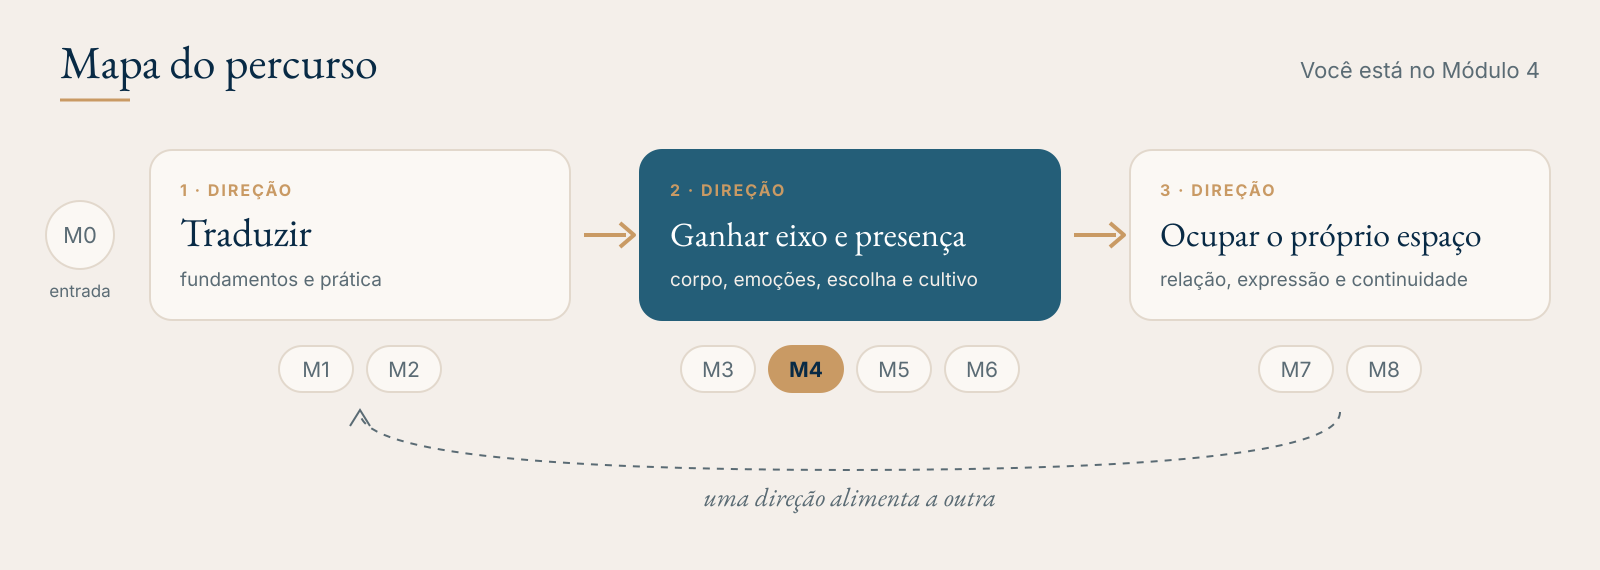 Mapa do percurso
Você está no Módulo 4
M0
entrada
1 · DIREÇÃO
Traduzir
fundamentos e prática
2 · DIREÇÃO
Ganhar eixo e presença
corpo, emoções, escolha e cultivo
3 · DIREÇÃO
Ocupar o próprio espaço
relação, expressão e continuidade
M1
M2
M3
M4
M5
M6
M7
M8
uma direção alimenta a outra